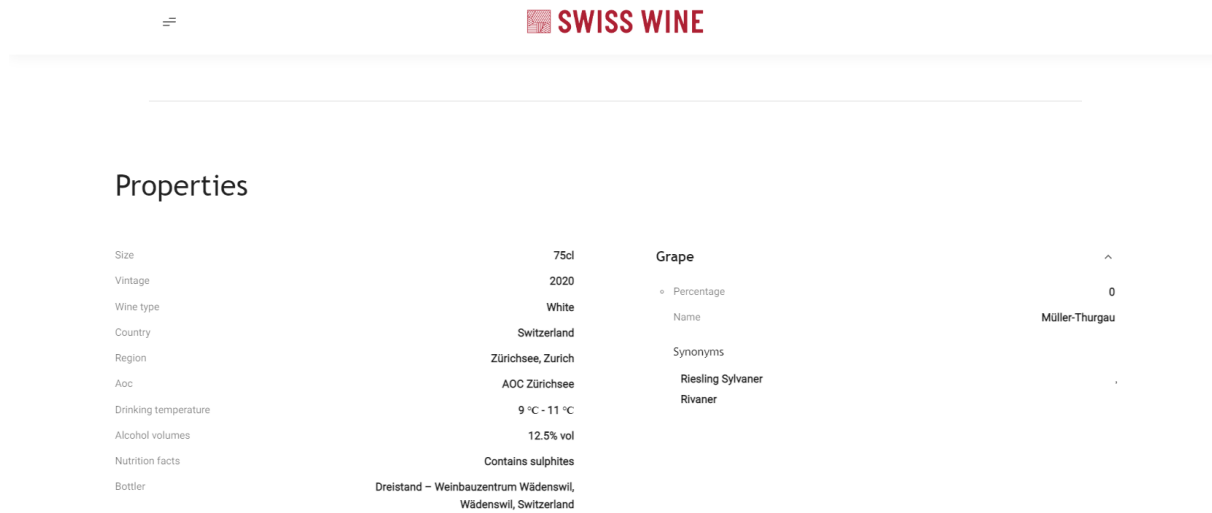 SWISS WINE
Properties
Size 75cl
Vintage 2020
Wine type White
Country Switzerland
Region Zürichsee, Zurich
Aoc AOC Zürichsee
Drinking temperature 9 °C - 11 °C
Alcohol volumes 12.5% vol
Nutrition facts Contains sulphites
Bottler Dreistand – Weinbauzentrum Wädenswil,
Wädenswil, Switzerland
Grape
Percentage 0
Name Müller-Thurgau
Synonyms
Riesling Sylvaner ,
Rivaner